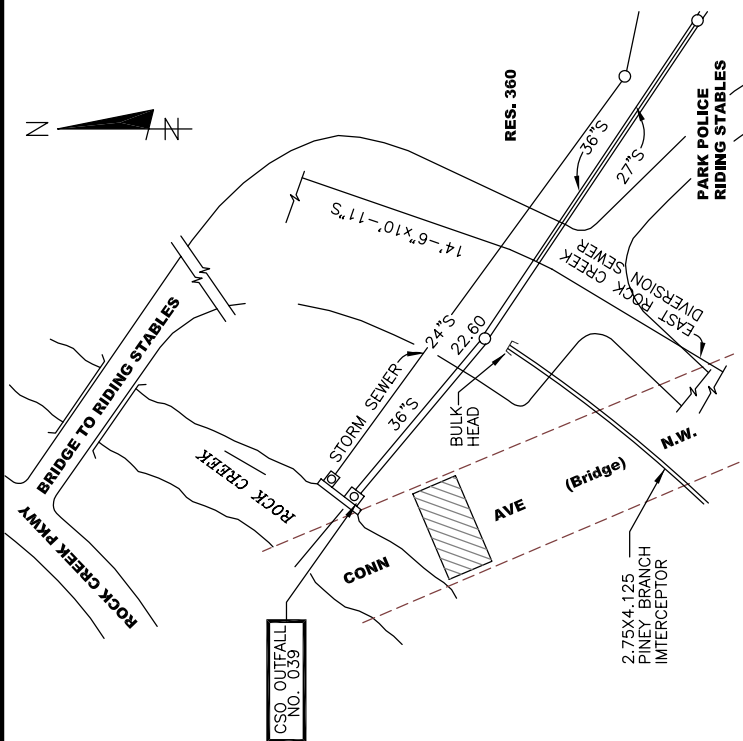 N
N
RES. 360
PARK POLICE
RIDING STABLES
36"S
27"S
14'-6"x10'-11"S
EAST ROCK CREEK
DIVERSION SEWER
BRIDGE TO RIDING STABLES
ROCK CREEK PKWY
ROCK CREEK
STORM SEWER
24"S
22.60
36"S
BULK
HEAD
CONN
AVE
(Bridge)
N.W.
2.75X4.125
PINEY BRANCH
IMTERCEPTOR
CSO OUTFALL
NO. 039